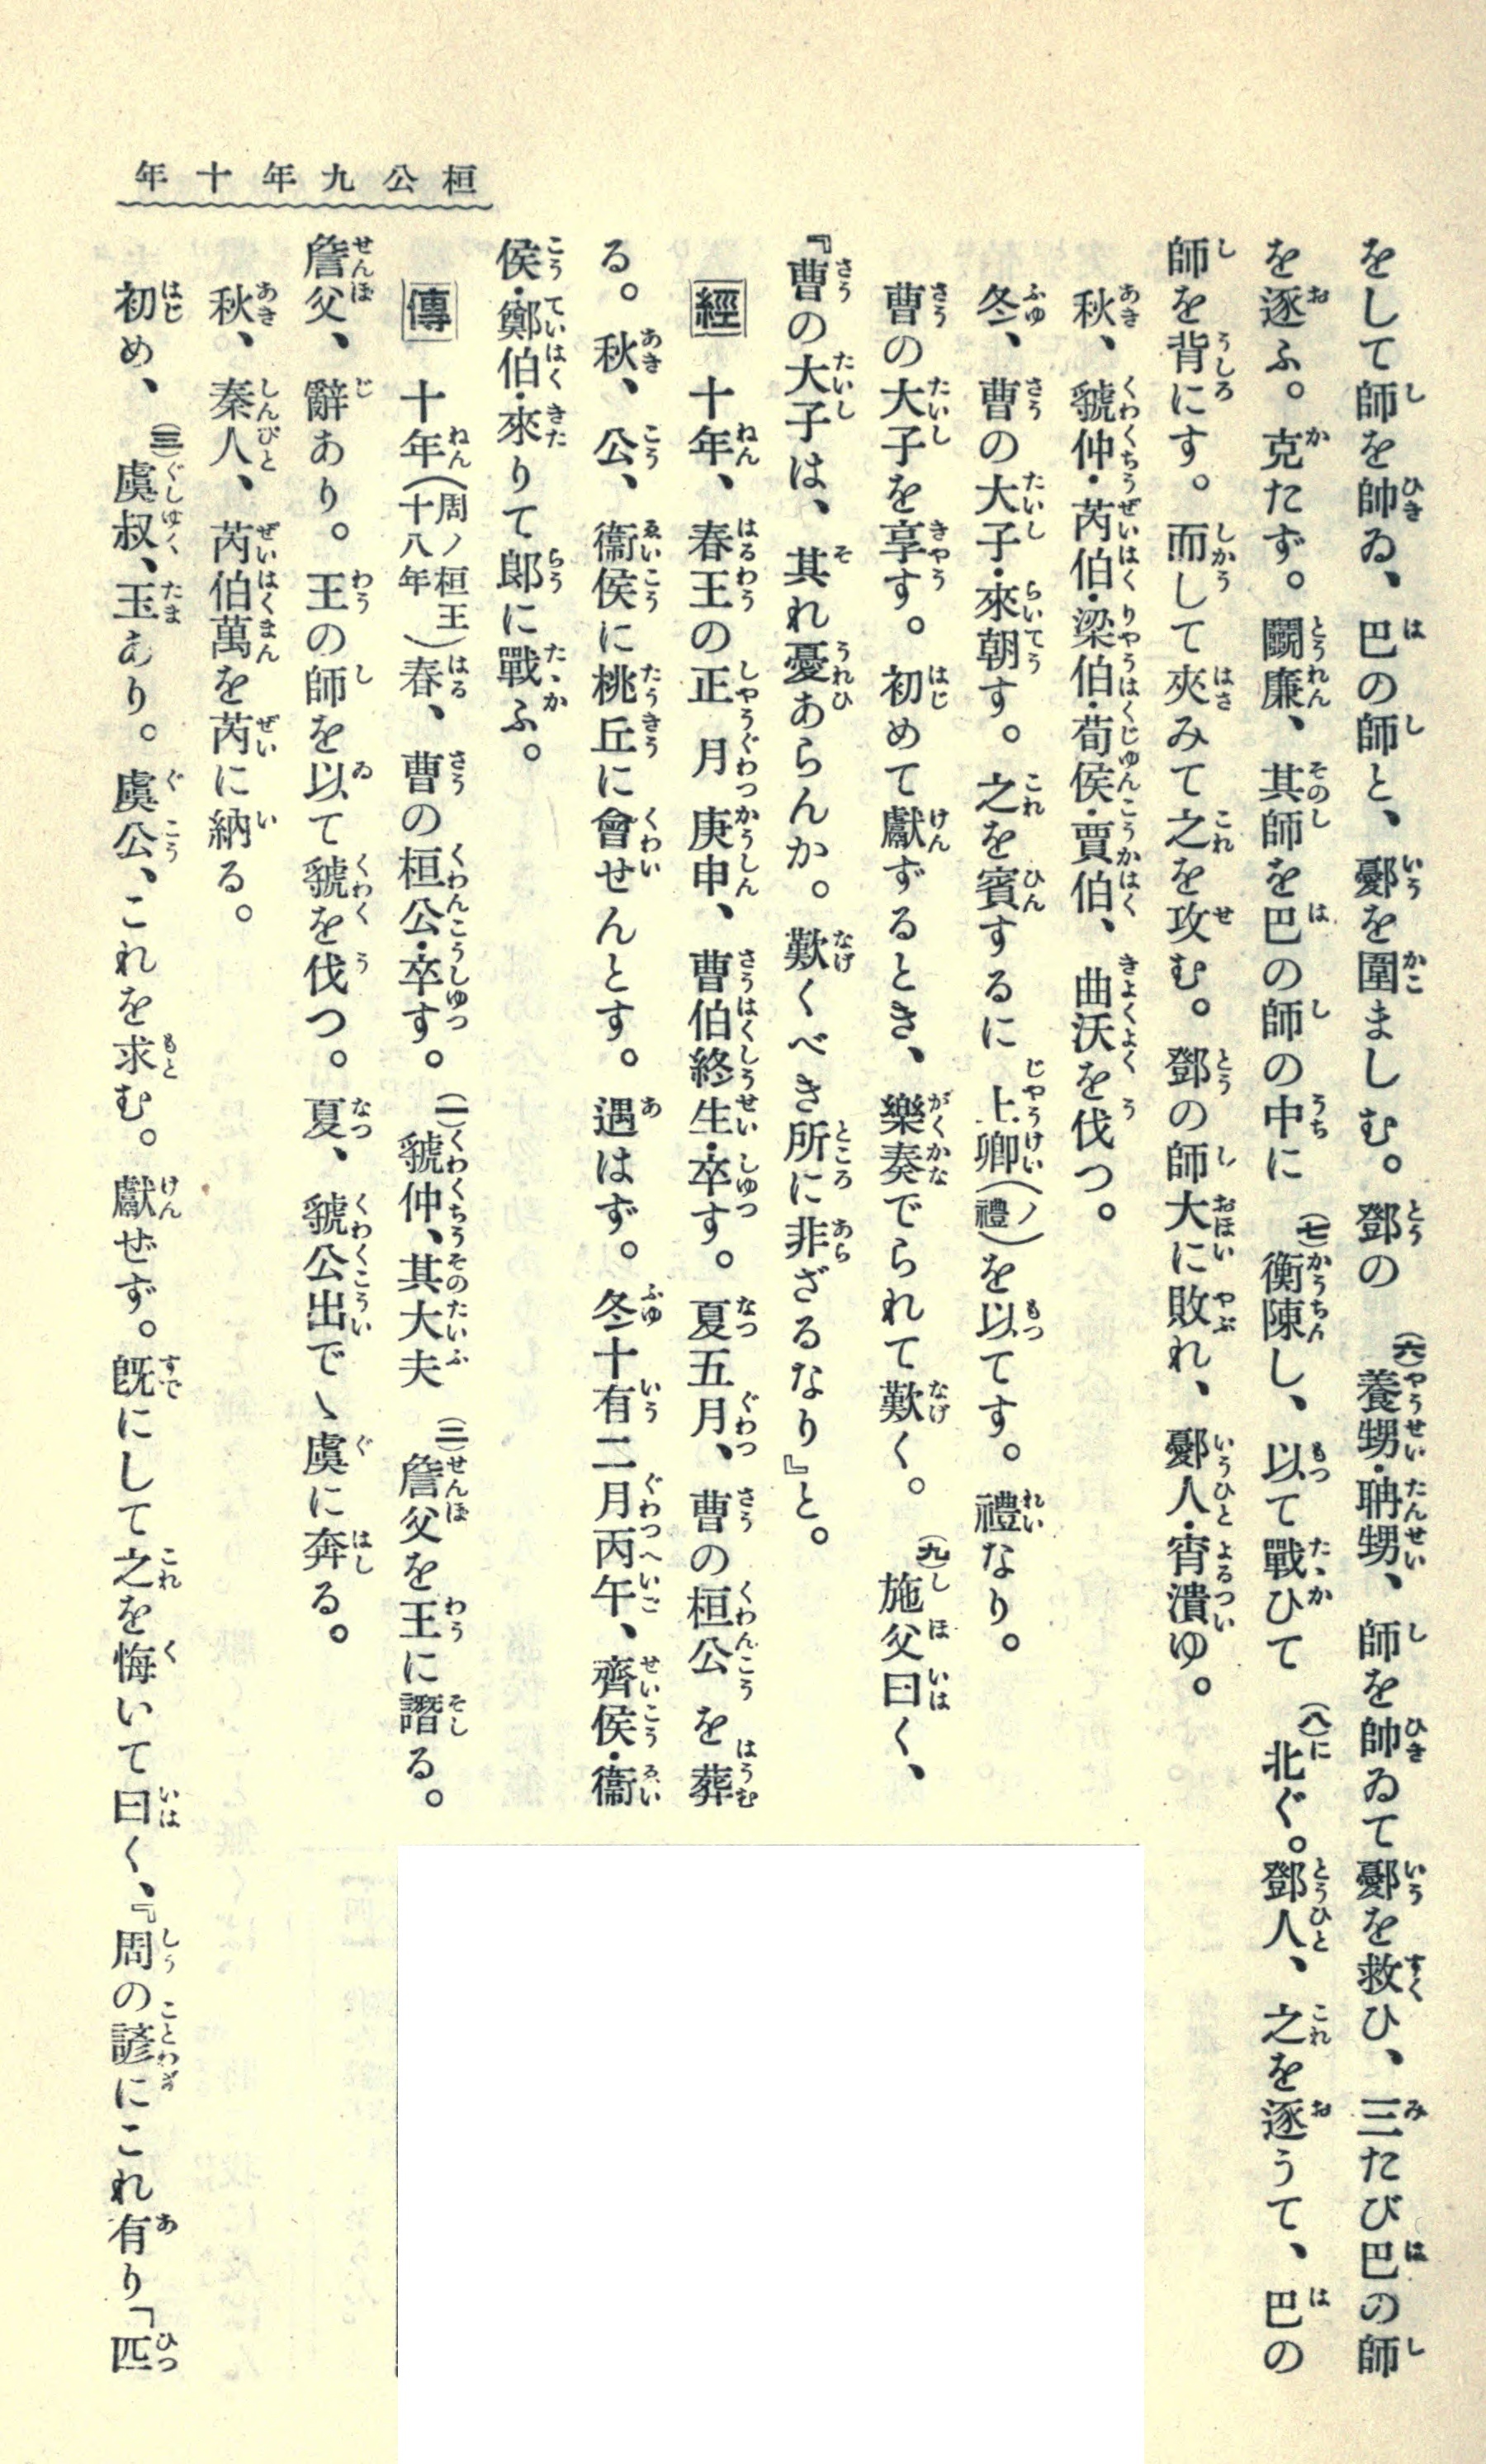 桓公九年十年
をして師を帥ゐ、巴の師と、鄾を圍ましむ。鄧の(六)養甥・聃甥、師を帥ゐて鄾を救ひ、三たび巴の師
を逐ふ。克たず。鬭廉、其師を巴の師の中に(七)衡陳し、以て戰ひて(八)北ぐ。鄧人、之を逐うて、巴の
師を背にす。而して夾みて之を攻む。鄧の師大に敗れ、鄾人・宵潰ゆ。
秋、虢仲・芮伯・梁伯・荀侯・賈伯、曲沃を伐つ。
冬、曹の大子・來朝す。之を賓するに上卿(ノ禮)を以てす。禮なり。
曹の大子を享す。初めて獻ずるとき、樂奏でられて歎く。(九)施父曰く、
『曹の大子は、其れ憂あらんか。歎くべき所に非ざるなり』と。
經 十年、春王の正月庚申、曹伯終生・卒す。夏五月、曹の桓公を葬
る。秋、公、衞侯に桃丘に會せんとす。遇はず。冬十有二月丙午、齊侯・衞
侯・鄭伯・來りて郞に戰ふ。
傳 十年(周ノ桓王十八年)春、曹の桓公・卒す。(一)虢仲、其大夫(二)詹父を王に譖る。
詹父、辭あり。王の師を以て虢を伐つ。夏、虢公出でゝ虞に奔る。
秋、秦人、芮伯萬を芮に納る。
初め、(三)虞叔、玉あり。虞公、これを求む。獻ぜず。旣にして之を悔いて曰く、『周の諺にこれ有り「匹